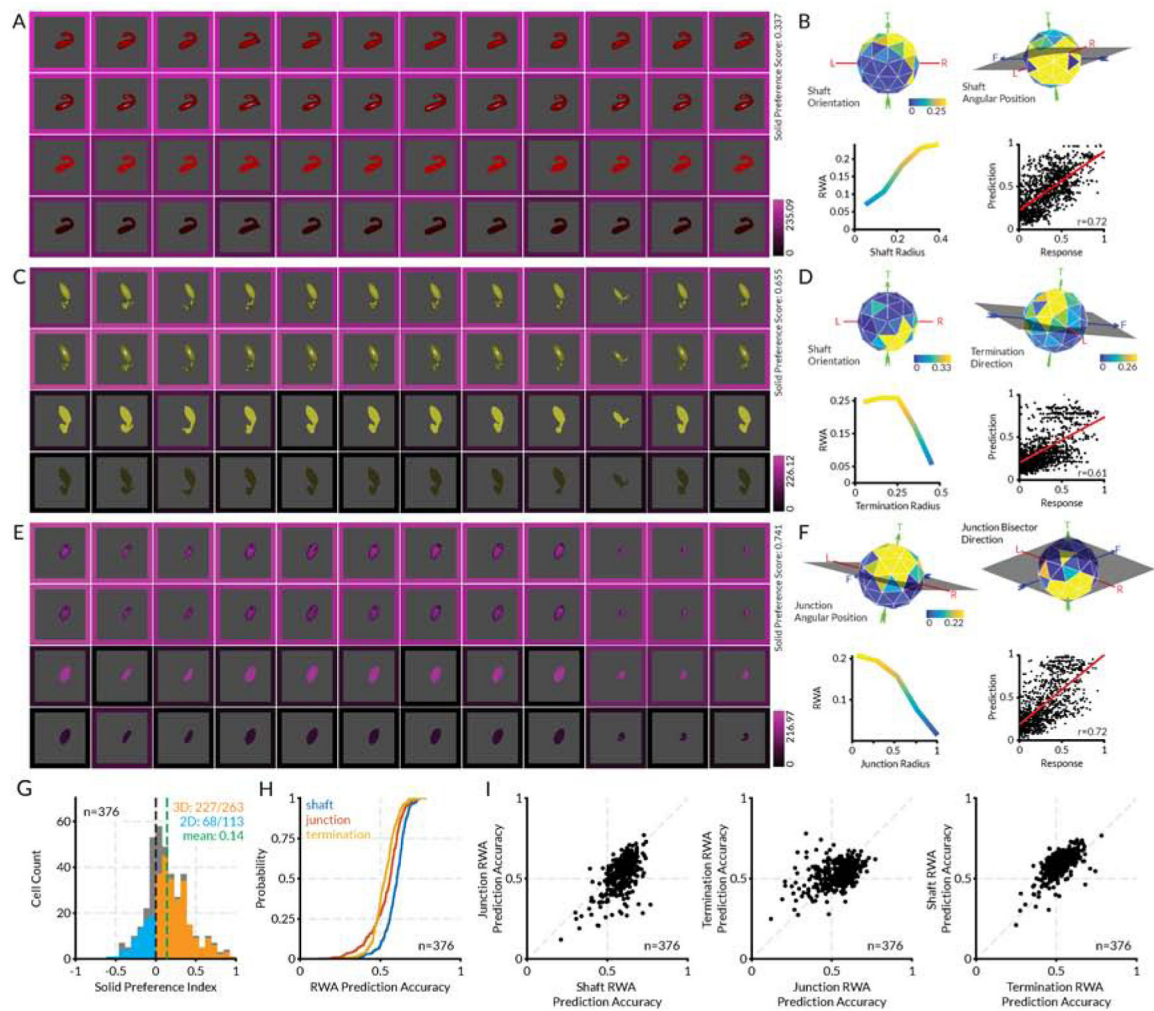 A
Solid Preference Score: 0.337
235.09
0
B
T
L
R
Shaft
Orientation
0 0.25
T
R
F
L
Shaft
Angular Position
RWA
0.2
0.15
0.1
0.05
0 0.2 0.4
Shaft Radius
Prediction
1
0.5
0
0 0.5 1
Response
r=0.72
C
Solid Preference Score: 0.655
226.12
0
D
T
L
R
Shaft
Orientation
0 0.33
T
F
L
Termination
Direction
0 0.26
RWA
0.25
0.15
0.05
0
0 0.25 0.5
Termination Radius
Prediction
1
0.5
0
0 0.5 1
Response
r=0.61
E
Solid Preference Score: 0.741
216.97
0
F
T
L
F
R
Junction
Angular Position
0 0.22
Junction Bisector
Direction
T
L
F
R
RWA
0.2
0.1
0 0.5 1
Junction Radius
Prediction
1
0.5
0
0 0.5 1
Response
r=0.72
G
n=376
3D: 227/263
2D: 68/113
mean: 0.14
Cell Count
60
40
20
0
-1 -0.5 0 0.5 1
Solid Preference Index
H
shaft
junction
termination
Probability
1
0.75
0.5
0.25
0
0.5 1
n=376
RWA Prediction Accuracy
I
Junction RWA
Prediction Accuracy
1
0.5
0
0 0.5 1
n=376
Shaft RWA
Prediction Accuracy
Termination RWA
Prediction Accuracy
1
0.5
0
0 0.5 1
n=376
Junction RWA
Prediction Accuracy
Shaft RWA
Prediction Accuracy
1
0.5
0
0 0.5 1
n=376
Termination RWA
Prediction Accuracy